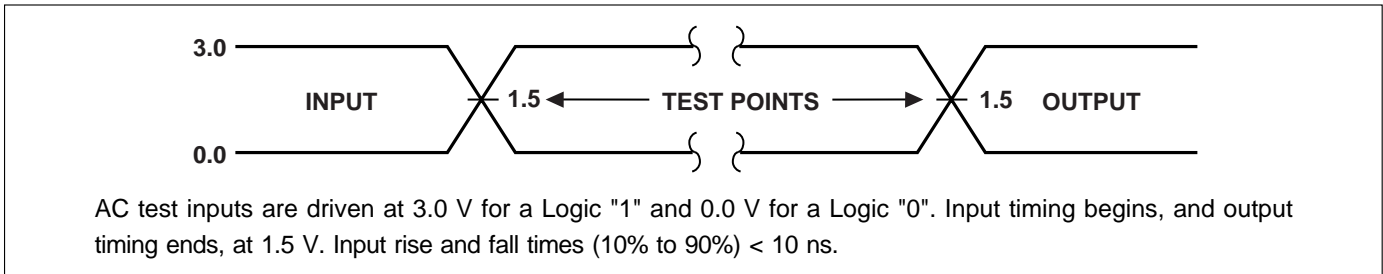 3.0
INPUT 1.5 TEST POINTS 1.5 OUTPUT
0.0
AC test inputs are driven at 3.0 V for a Logic "1" and 0.0 V for a Logic "0". Input timing begins, and output
timing ends, at 1.5 V. Input rise and fall times (10% to 90%) < 10 ns.